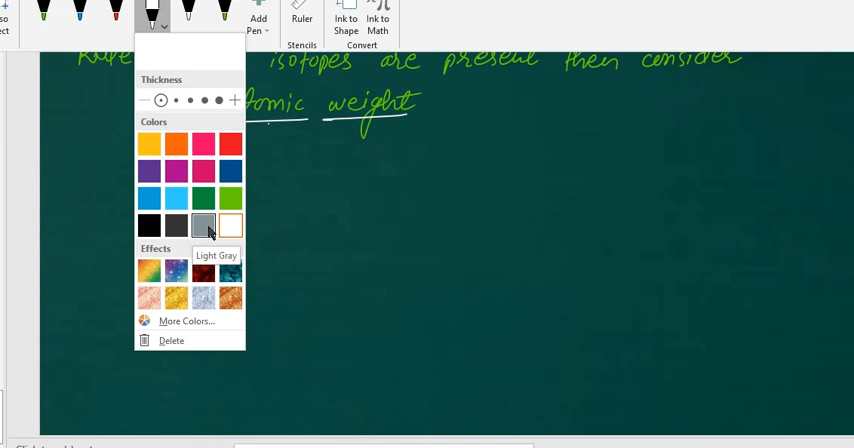 Add Pen
Ruler
Ink to Shape
Ink to Math
Stencils
Convert
Thickness
Colors
Effects
Light Gray
More Colors...
Delete
isotopes are present then consider
weight